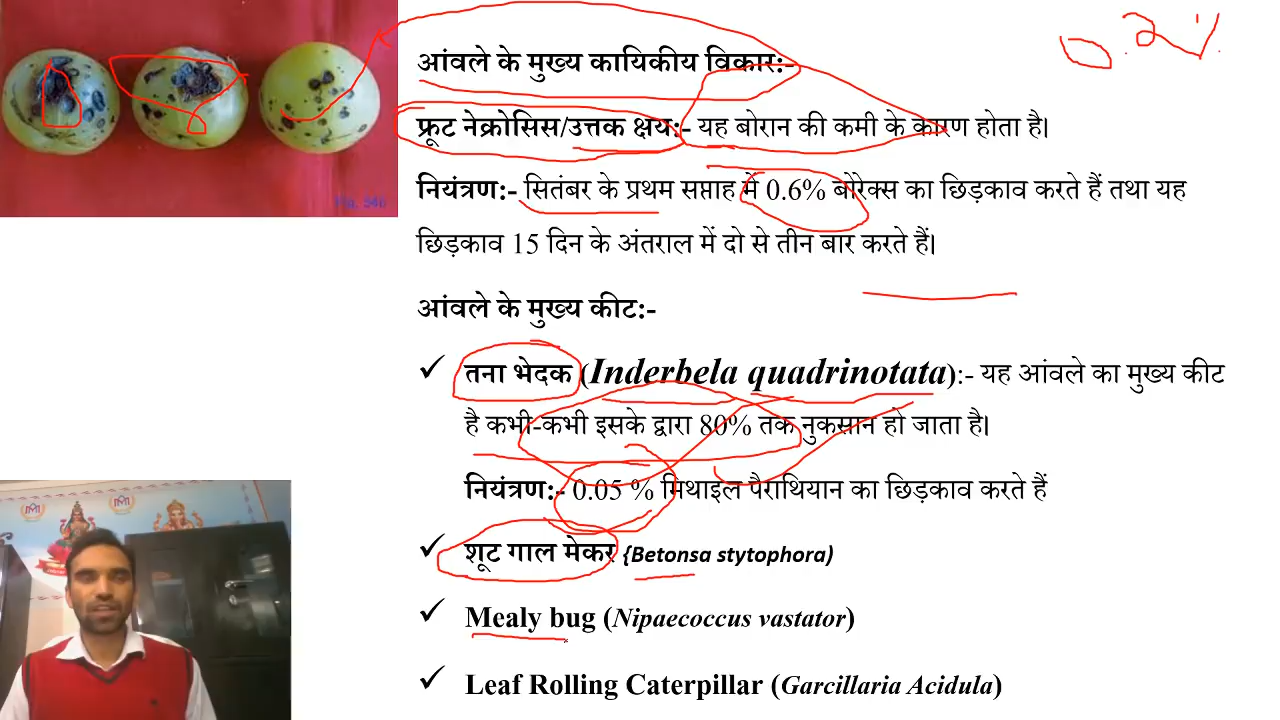 0.2%
आंवले के मुख्य कायिकीय विकार:-
फ्रूट नेक्रोसिस/उत्तक क्षय:- यह बोरान की कमी के कारण होता है।
नियंत्रण:- सितंबर के प्रथम सप्ताह में 0.6% बोरेक्स का छिड़काव करते हैं तथा यह
छिड़काव 15 दिन के अंतराल में दो से तीन बार करते हैं।
आंवले के मुख्य कीट:-
✓ तना भेदक (Inderbela quadrinotata):- यह आंवले का मुख्य कीट
है कभी-कभी इसके द्वारा 80% तक नुकसान हो जाता है।
नियंत्रण:- 0.05 % मिथाइल पैराथियान का छिड़काव करते हैं
✓ शूट गाल मेकर {Betonsa stytophora)
✓ Mealy bug (Nipaecoccus vastator)
✓ Leaf Rolling Caterpillar (Garcillaria Acidula)